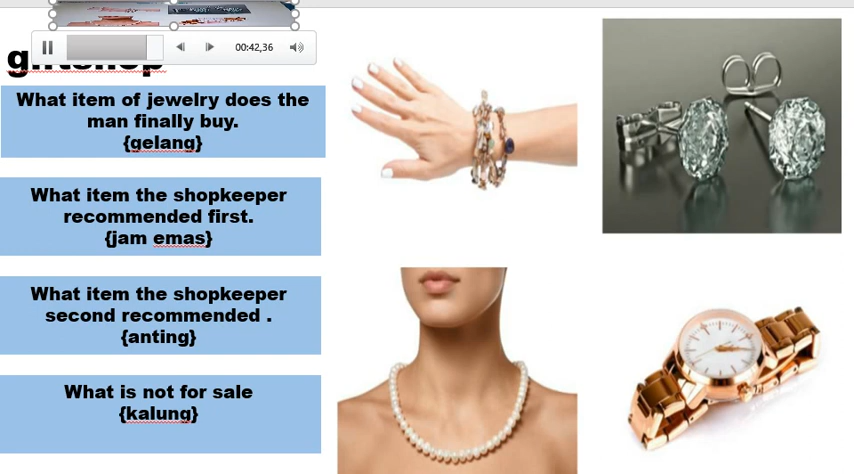 00:42,36
What item of jewelry does the
man finally buy.
{gelang}
What item the shopkeeper
recommended first.
{jam emas}
What item the shopkeeper
second recommended .
{anting}
What is not for sale
{kalung}